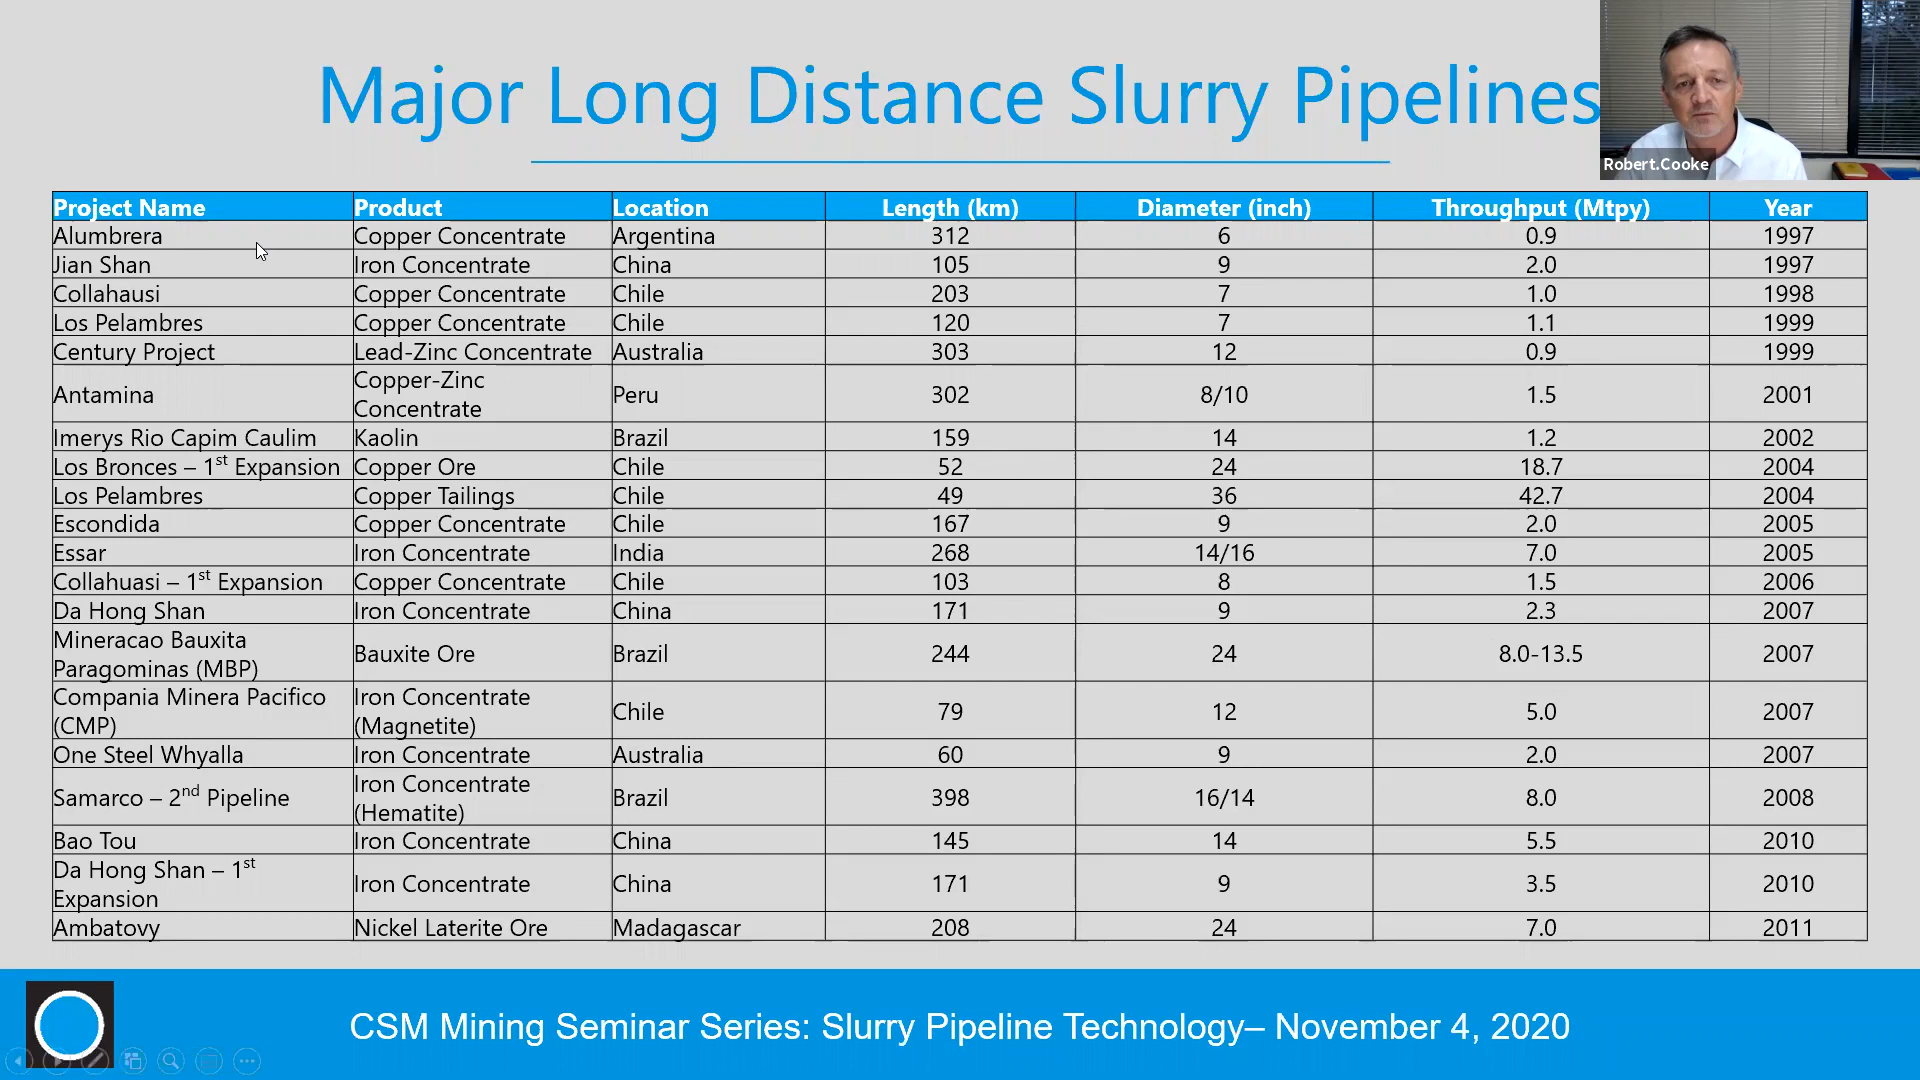 Major Long Distance Slurry Pipelines
Robert.Cooke
Project Name Product Location Length (km) Diameter (inch) Throughput (Mtpy) Year
Alumbrera Copper Concentrate Argentina 312 6 0.9 1997
Jian Shan Iron Concentrate China 105 9 2.0 1997
Collahausi Copper Concentrate Chile 203 7 1.0 1998
Los Pelambres Copper Concentrate Chile 120 7 1.1 1999
Century Project Lead-Zinc Concentrate Australia 303 12 0.9 1999
Antamina Copper-Zinc Concentrate Peru 302 8/10 1.5 2001
Imerys Rio Capim Caulim Kaolin Brazil 159 14 1.2 2002
Los Bronces – 1st Expansion Copper Ore Chile 52 24 18.7 2004
Los Pelambres Copper Tailings Chile 49 36 42.7 2004
Escondida Copper Concentrate Chile 167 9 2.0 2005
Essar Iron Concentrate India 268 14/16 7.0 2005
Collahuasi – 1st Expansion Copper Concentrate Chile 103 8 1.5 2006
Da Hong Shan Iron Concentrate China 171 9 2.3 2007
Mineracao Bauxita Paragominas (MBP) Bauxite Ore Brazil 244 24 8.0-13.5 2007
Compania Minera Pacifico (CMP) Iron Concentrate (Magnetite) Chile 79 12 5.0 2007
One Steel Whyalla Iron Concentrate Australia 60 9 2.0 2007
Samarco – 2nd Pipeline Iron Concentrate (Hematite) Brazil 398 16/14 8.0 2008
Bao Tou Iron Concentrate China 145 14 5.5 2010
Da Hong Shan – 1st Expansion Iron Concentrate China 171 9 3.5 2010
Ambatovy Nickel Laterite Ore Madagascar 208 24 7.0 2011
CSM Mining Seminar Series: Slurry Pipeline Technology– November 4, 2020